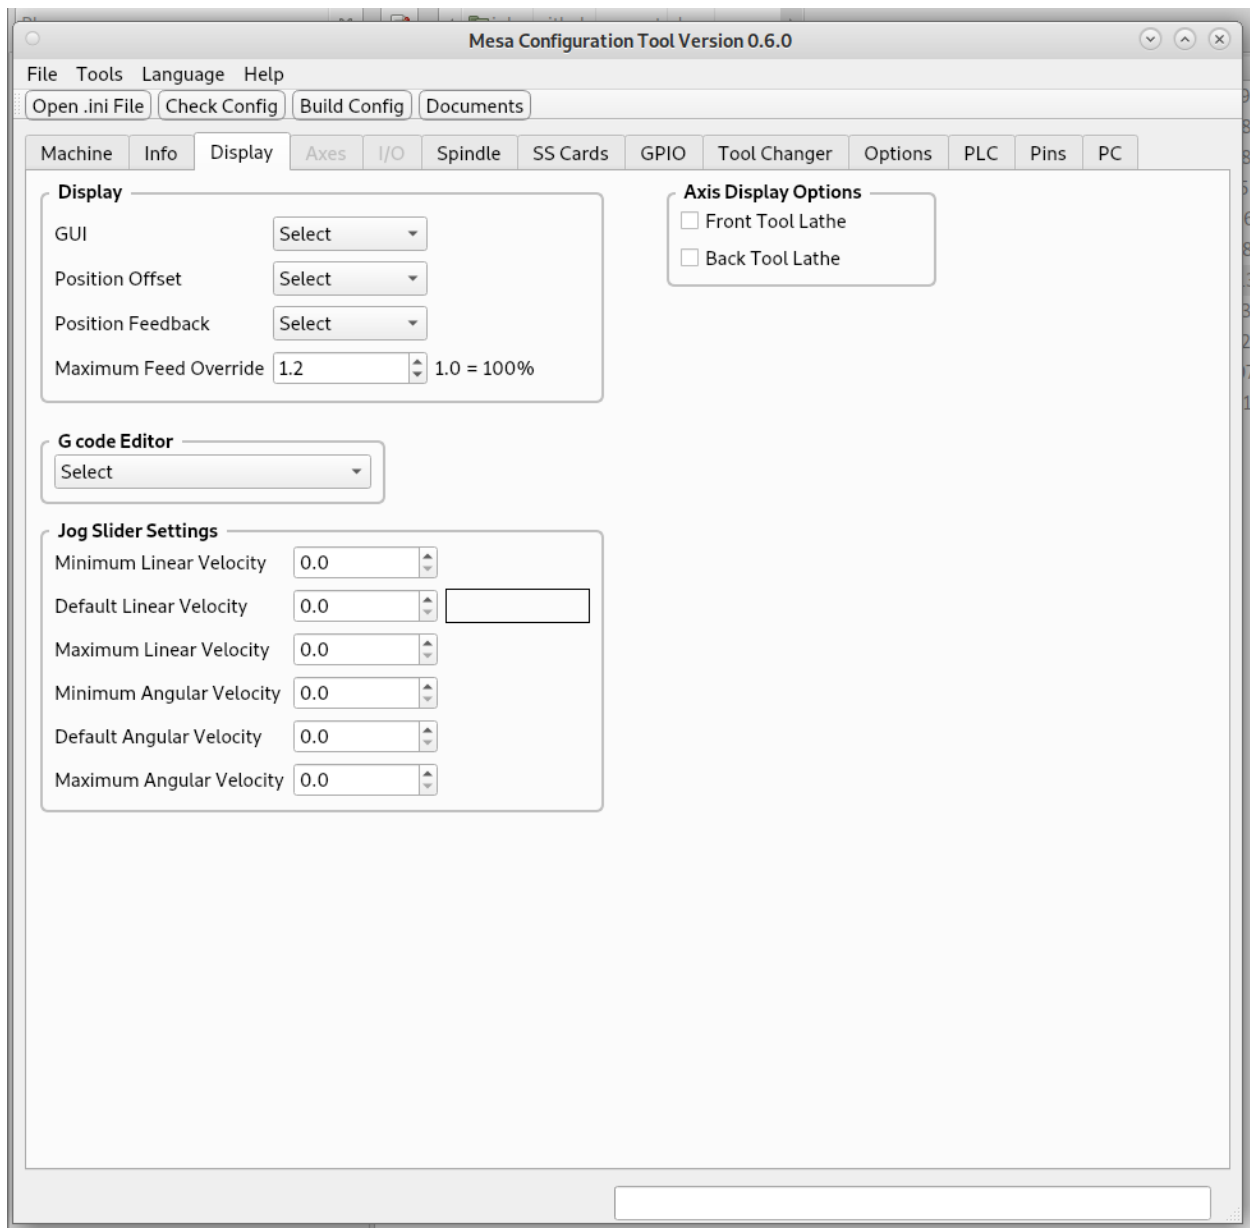 Mesa Configuration Tool Version 0.6.0
File Tools Language Help
Open .ini File Check Config Build Config Documents
Machine Info Display Axes I/O Spindle SS Cards GPIO Tool Changer Options PLC Pins PC
Display
GUI Select
Position Offset Select
Position Feedback Select
Maximum Feed Override 1.2 1.0 = 100%
Axis Display Options
Front Tool Lathe
Back Tool Lathe
G code Editor
Select
Jog Slider Settings
Minimum Linear Velocity 0.0
Default Linear Velocity 0.0
Maximum Linear Velocity 0.0
Minimum Angular Velocity 0.0
Default Angular Velocity 0.0
Maximum Angular Velocity 0.0